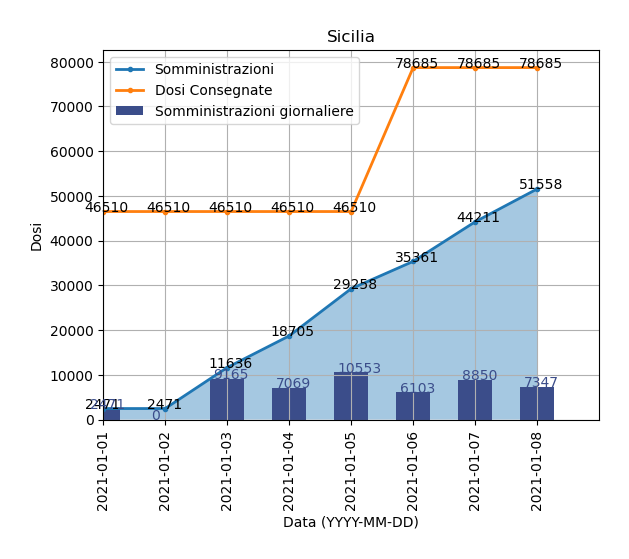 Sicilia
Somministrazioni
Dosi Consegnate
Somministrazioni giornaliere
Dosi
80000
70000
60000
50000
40000
30000
20000
10000
0
46510 46510 46510 46510 46510 78685 78685 78685
2471 2471 11636 18705 29258 35361 44211 51558
2471 0 9165 7069 10553 6103 8850 7347
2021-01-01
2021-01-02
2021-01-03
2021-01-04
2021-01-05
2021-01-06
2021-01-07
2021-01-08
Data (YYYY-MM-DD)